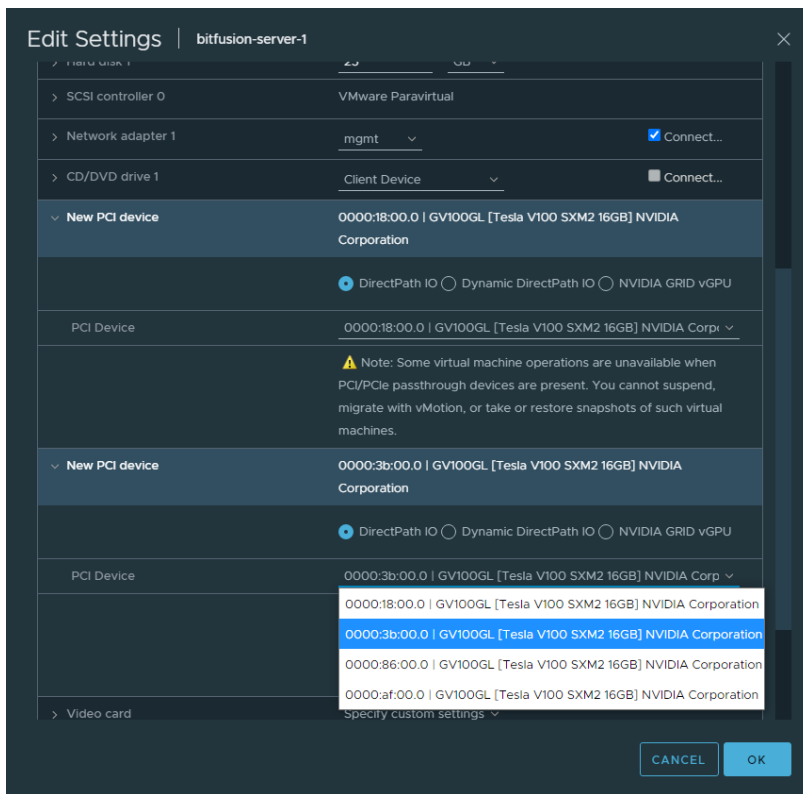 Edit Settings | bitfusion-server-1
Hard disk 1 25 GB
SCSI controller 0 VMware Paravirtual
Network adapter 1 mgmt Connect...
CD/DVD drive 1 Client Device Connect...
New PCI device 0000:18:00.0 | GV100GL [Tesla V100 SXM2 16GB] NVIDIA
Corporation
DirectPath IO Dynamic DirectPath IO NVIDIA GRID vGPU
PCI Device 0000:18:00.0 | GV100GL [Tesla V100 SXM2 16GB] NVIDIA Corpo
Note: Some virtual machine operations are unavailable when
PCI/PCIe passthrough devices are present. You cannot suspend,
migrate with vMotion, or take or restore snapshots of such virtual
machines.
New PCI device 0000:3b:00.0 | GV100GL [Tesla V100 SXM2 16GB] NVIDIA
Corporation
DirectPath IO Dynamic DirectPath IO NVIDIA GRID vGPU
PCI Device 0000:3b:00.0 | GV100GL [Tesla V100 SXM2 16GB] NVIDIA Corp
0000:18:00.0 | GV100GL [Tesla V100 SXM2 16GB] NVIDIA Corporation
0000:3b:00.0 | GV100GL [Tesla V100 SXM2 16GB] NVIDIA Corporation
0000:86:00.0 | GV100GL [Tesla V100 SXM2 16GB] NVIDIA Corporation
0000:af:00.0 | GV100GL [Tesla V100 SXM2 16GB] NVIDIA Corporation
Video card Specify custom settings
CANCEL OK